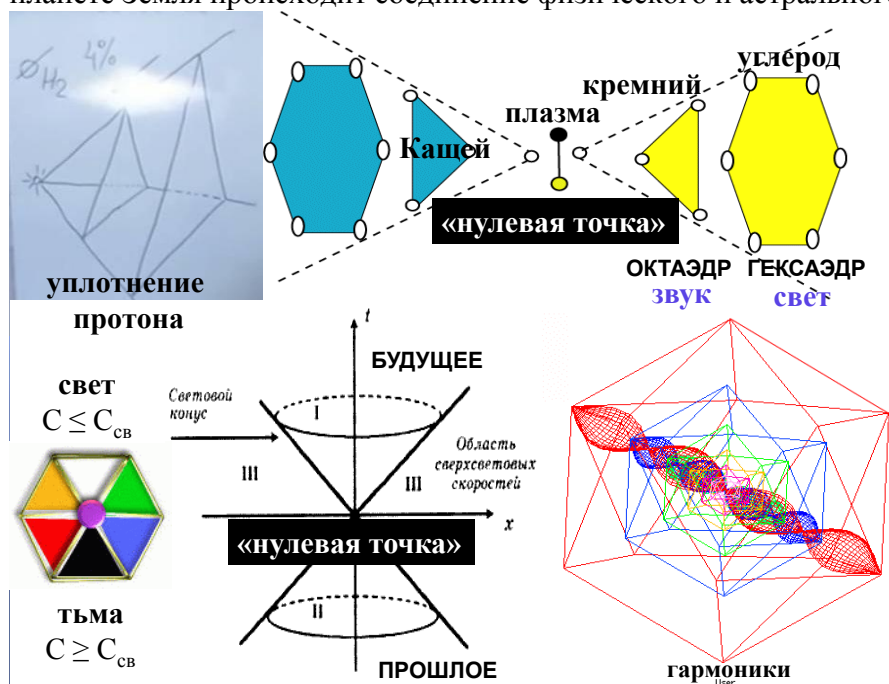 планете Земля происходит соединение физического и астрального
H2 4%
углерод
кремний
плазма
Кащей
«нулевая точка»
ОКТАЭДР ГЕКСАЭДР
звук свет
уплотнение
протона
свет
C ≤ Cсв
тьма
C ≥ Cсв
t
БУДУЩЕЕ
Световой
конус
I
III
III
Область
сверхсветовых
скоростей
x
«нулевая точка»
II
ПРОШЛОЕ
гармоники
User